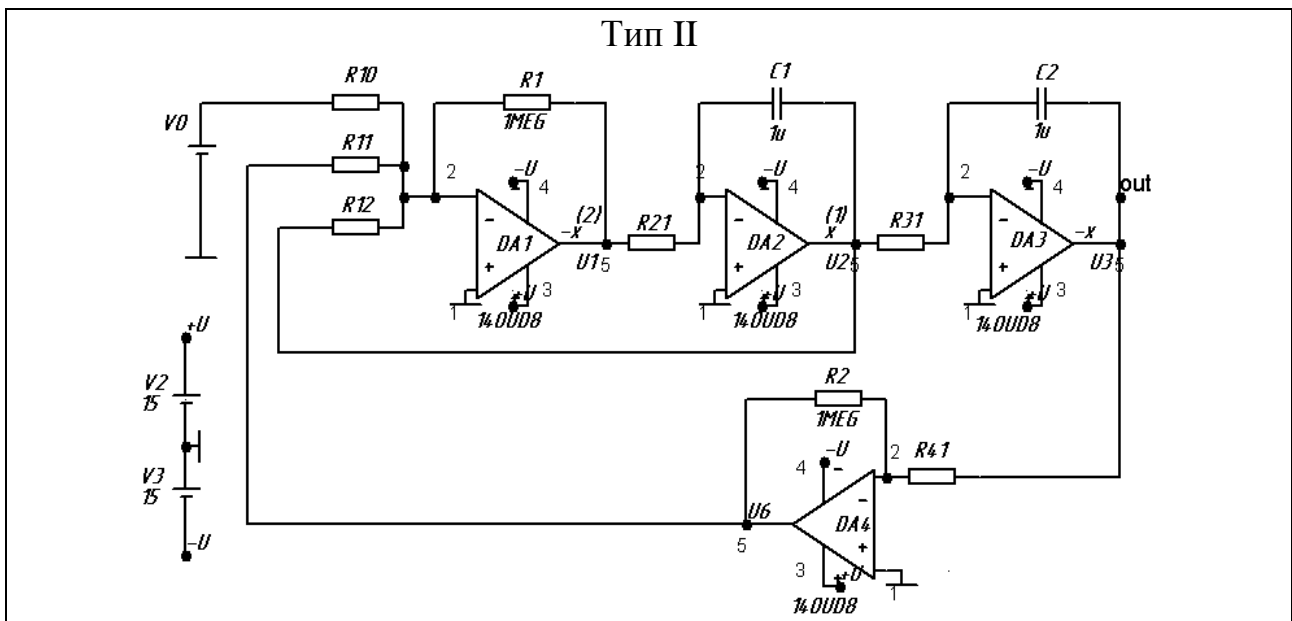 Тип II
R10
R1
1MEG
C1
1u
C2
1u
V0
R11
R12
2
-U
4
DA1
-
+
(2)
-x
U1
5
3
+U
1
140UD8
R21
2
-U
4
DA2
-
+
(1)
x
U2
5
3
+U
1
140UD8
R31
2
-U
4
DA3
-
+
out
-x
U3
5
3
+U
1
140UD8
+U
V2
15
V3
15
-U
R2
1MEG
-U
4
-
2
R41
U6
5
DA4
-
+
3
++U
1
140UD8